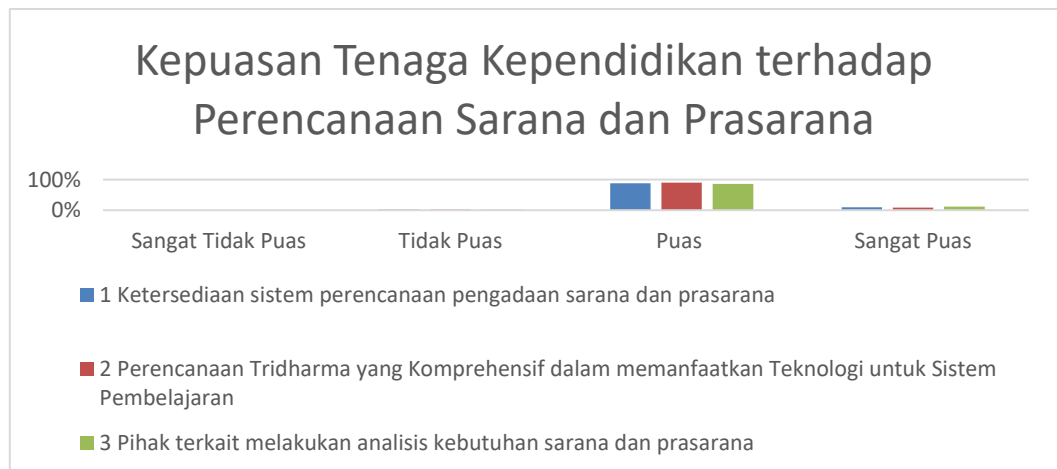 Kepuasan Tenaga Kependidikan terhadap
Perencanaan Sarana dan Prasarana
100%
0%
Sangat Tidak Puas
Tidak Puas
Puas
Sangat Puas
1 Ketersediaan sistem perencanaan pengadaan sarana dan prasarana
2 Perencanaan Tridharma yang Komprehensif dalam memanfaatkan Teknologi untuk Sistem
Pembelajaran
3 Pihak terkait melakukan analisis kebutuhan sarana dan prasarana